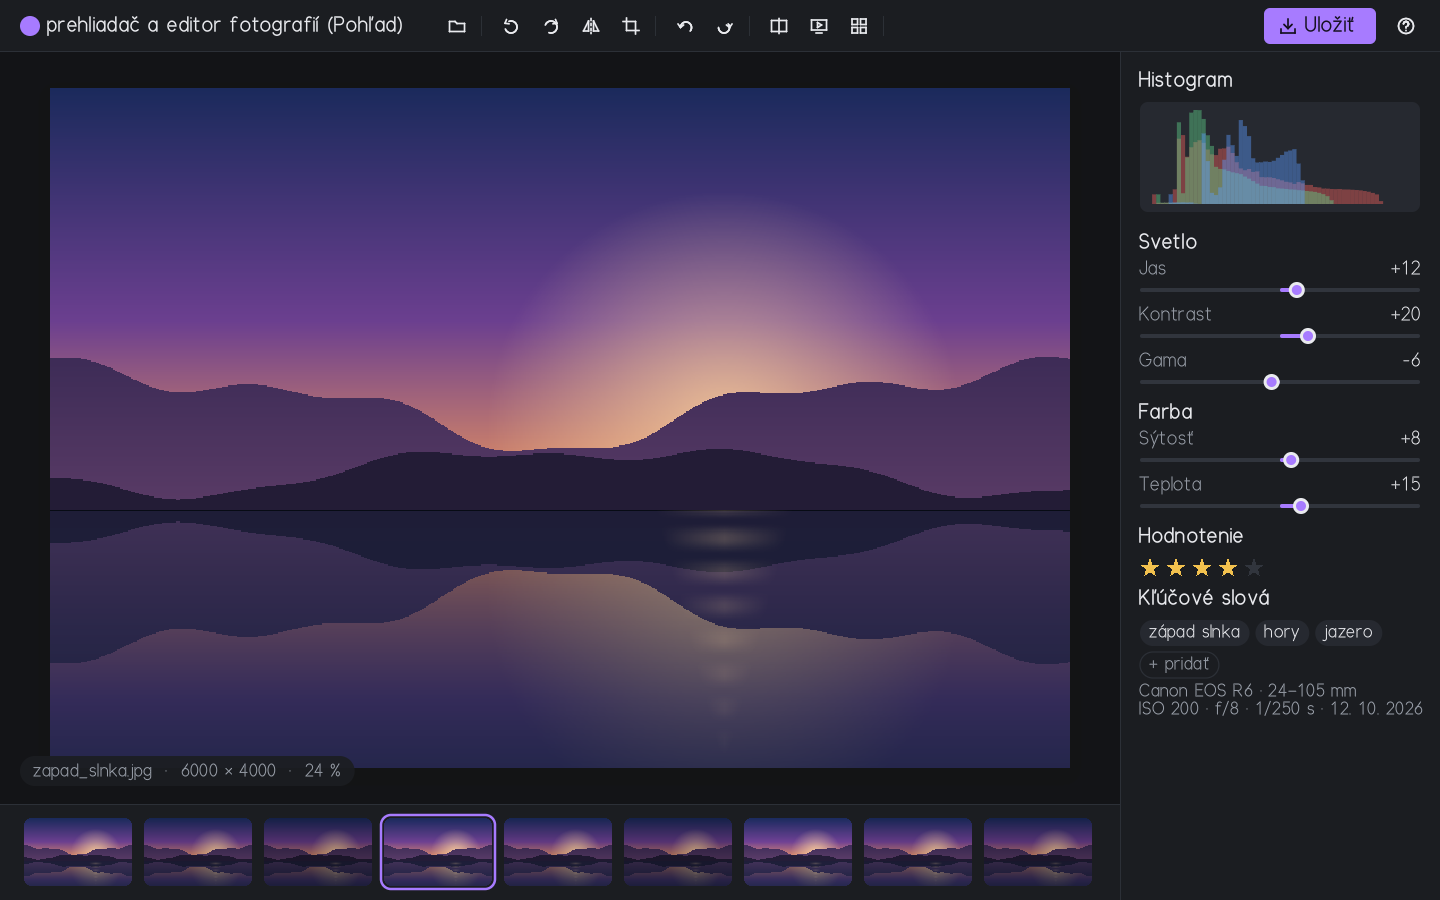 prehliadač a editor fotografií (Pohľad)
Uložiť
Histogram
Svetlo
Jas +12
Kontrast +20
Gama -6
Farba
Sýtosť +8
Teplota +15
Hodnotenie
Kľúčové slová
západ slnka hory jazero
+ pridať
Canon EOS R6 · 24–105 mm
ISO 200 · f/8 · 1/250 s · 12. 10. 2026
zapad_slnka.jpg · 6000 × 4000 · 24 %